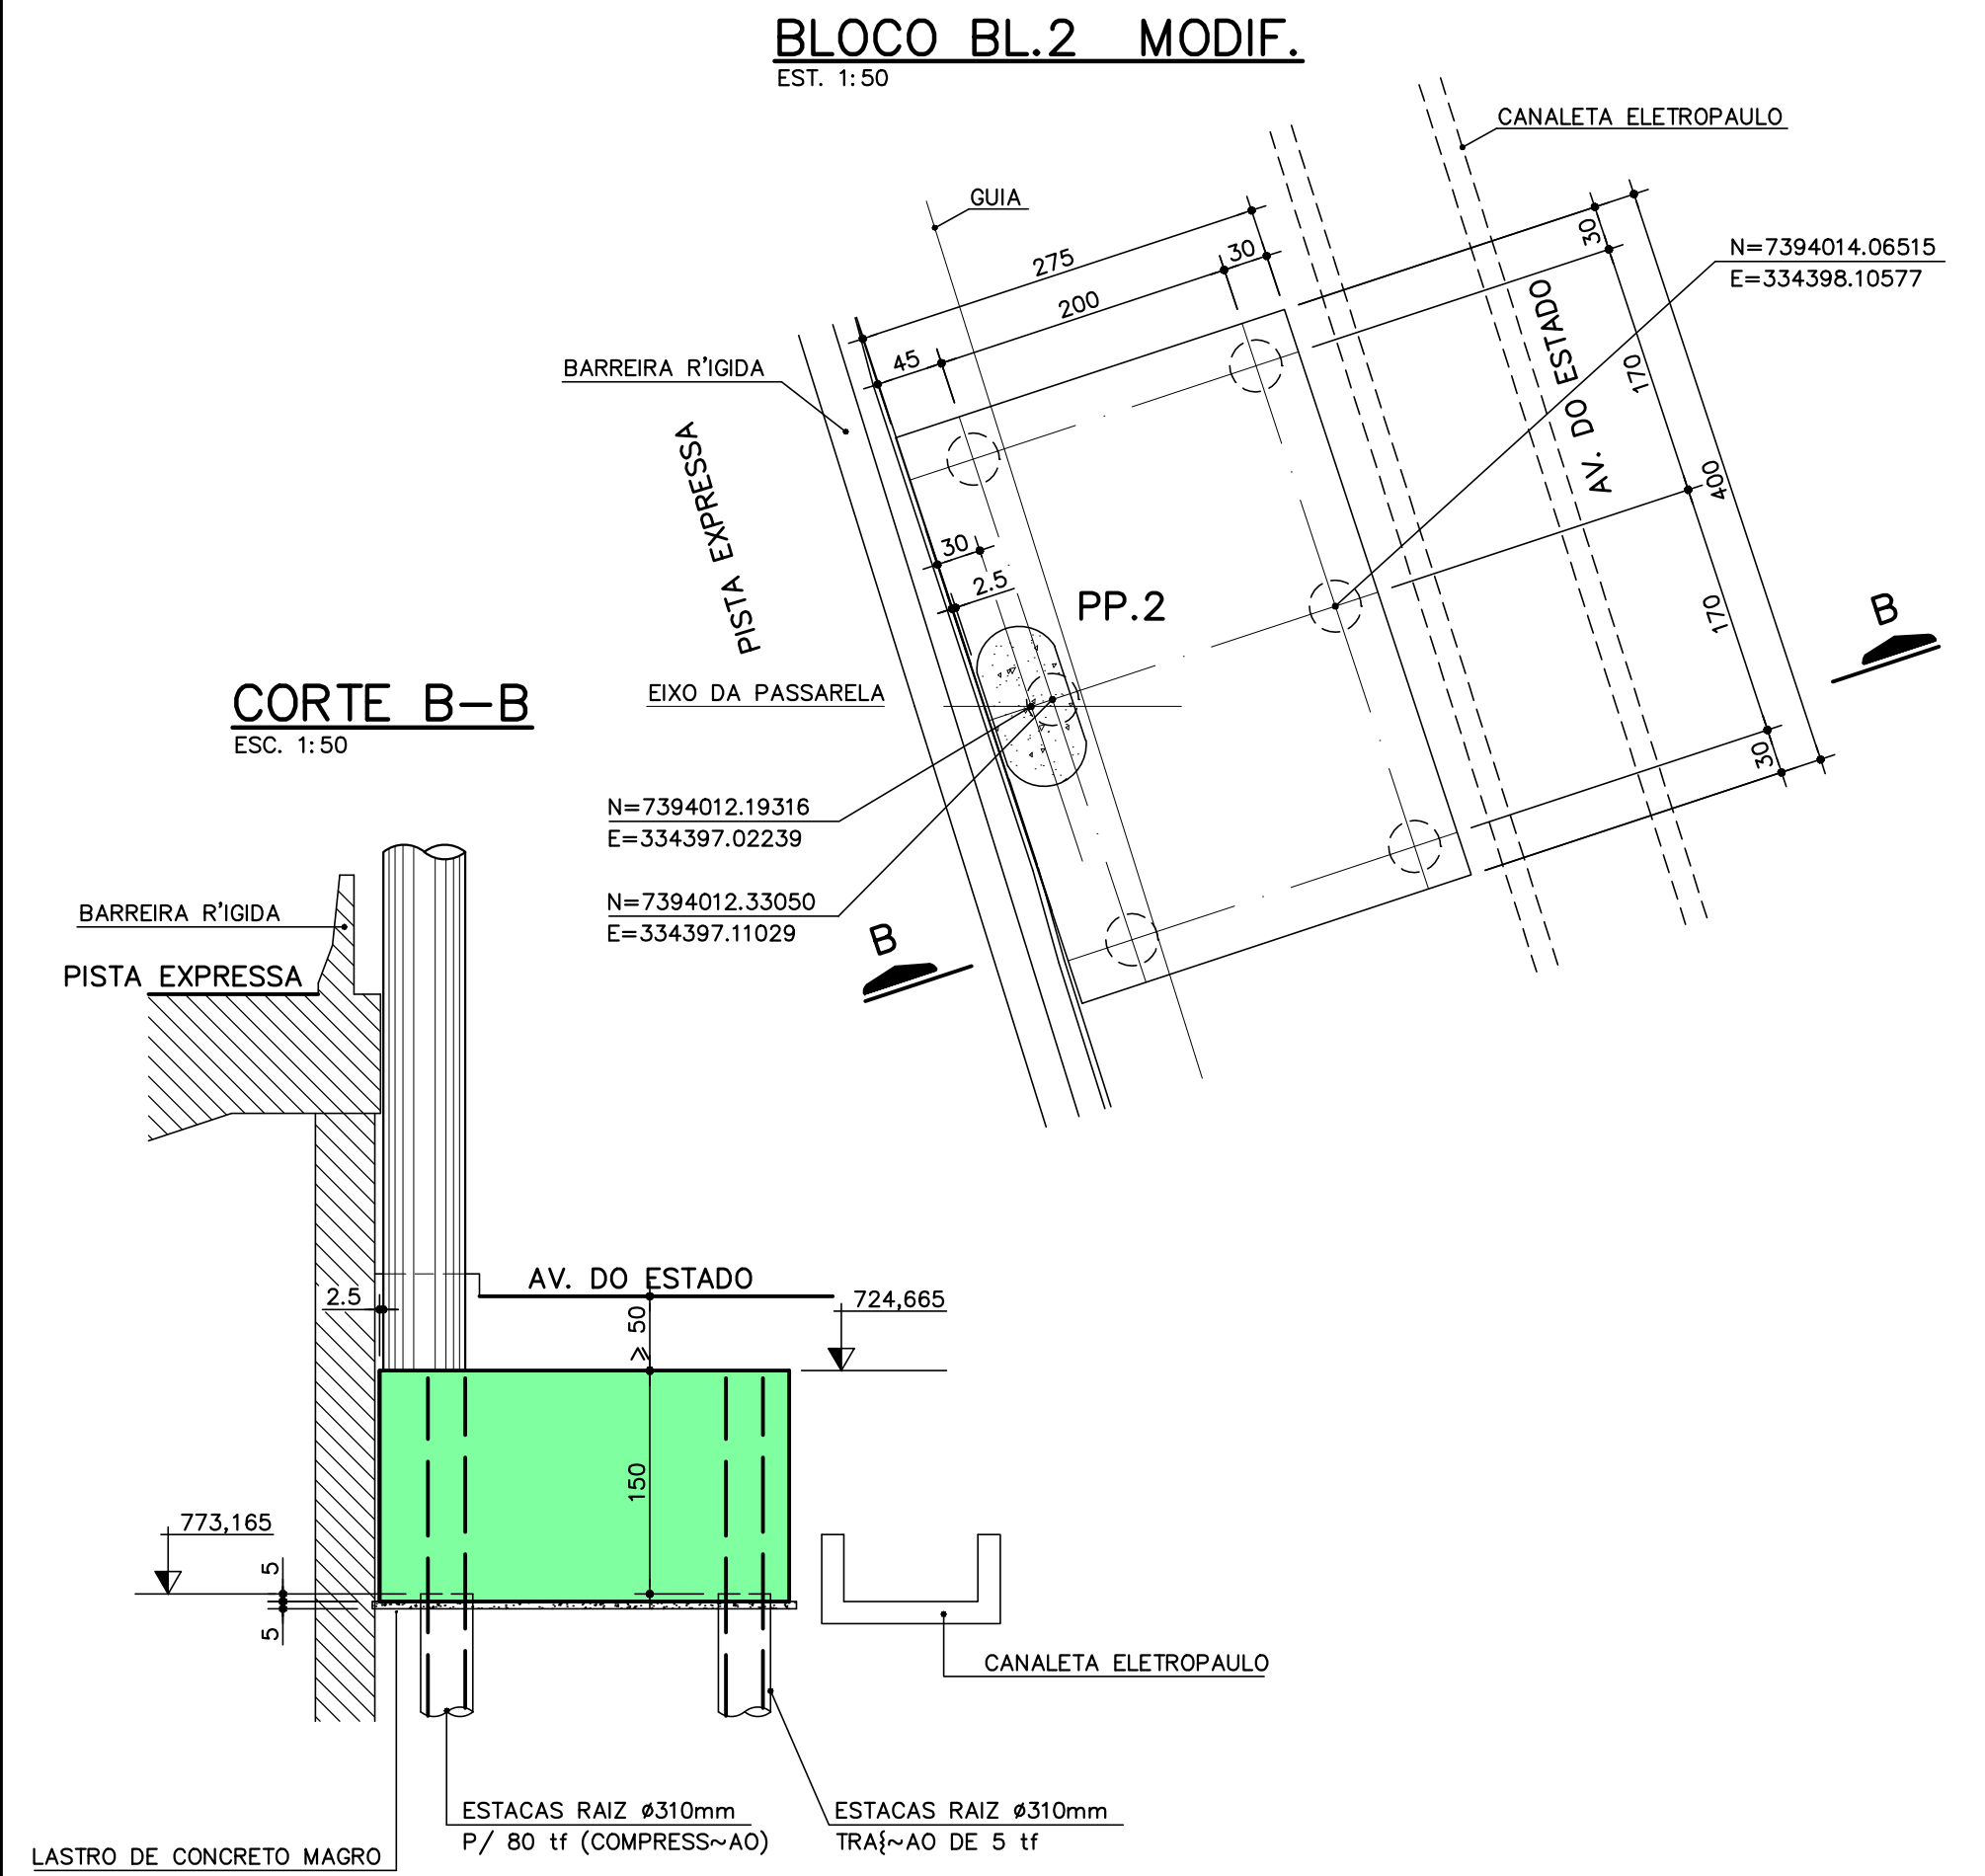 BLOCO BL.2 MODIF.
EST. 1:50
CANALETA ELETROPAULO
GUIA
275
30
200
45
30
170
400
170
30
N=7394014.06515
E=334398.10577
BARREIRA R'IGIDA
PISTA EXPRESSA
AV. DO ESTADO
30
2.5
PP.2
B
EIXO DA PASSARELA
N=7394012.19316
E=334397.02239
N=7394012.33050
E=334397.11029
B
CORTE B-B
ESC. 1:50
BARREIRA R'IGIDA
PISTA EXPRESSA
AV. DO ESTADO
2.5
⩾ 50
724,665
150
773,165
5
5
CANALETA ELETROPAULO
ESTACAS RAIZ ø310mm
P/ 80 tf (COMPRESS~AO)
ESTACAS RAIZ ø310mm
TRA{~AO DE 5 tf
LASTRO DE CONCRETO MAGRO